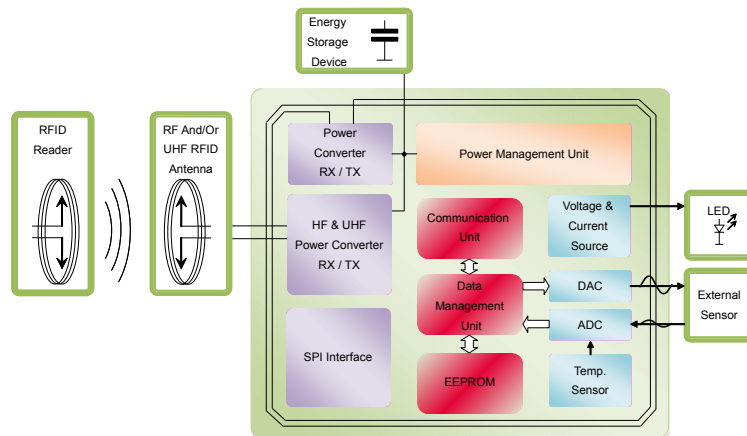 Energy
Storage
Device
RFID
Reader
RF And/Or
UHF RFID
Antenna
Power
Converter
RX / TX
Power Management Unit
HF & UHF
Power Converter
RX / TX
Communication
Unit
Voltage &
Current
Source
LED
Data
Management
Unit
DAC
ADC
External
Sensor
SPI Interface
EEPROM
Temp.
Sensor